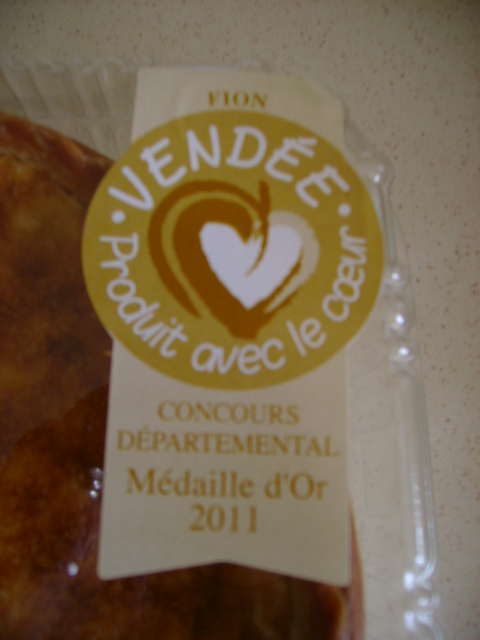 FION
• VENDÉE •
Produit avec le cœur
CONCOURS
DÉPARTEMENTAL
Médaille d'Or
2011